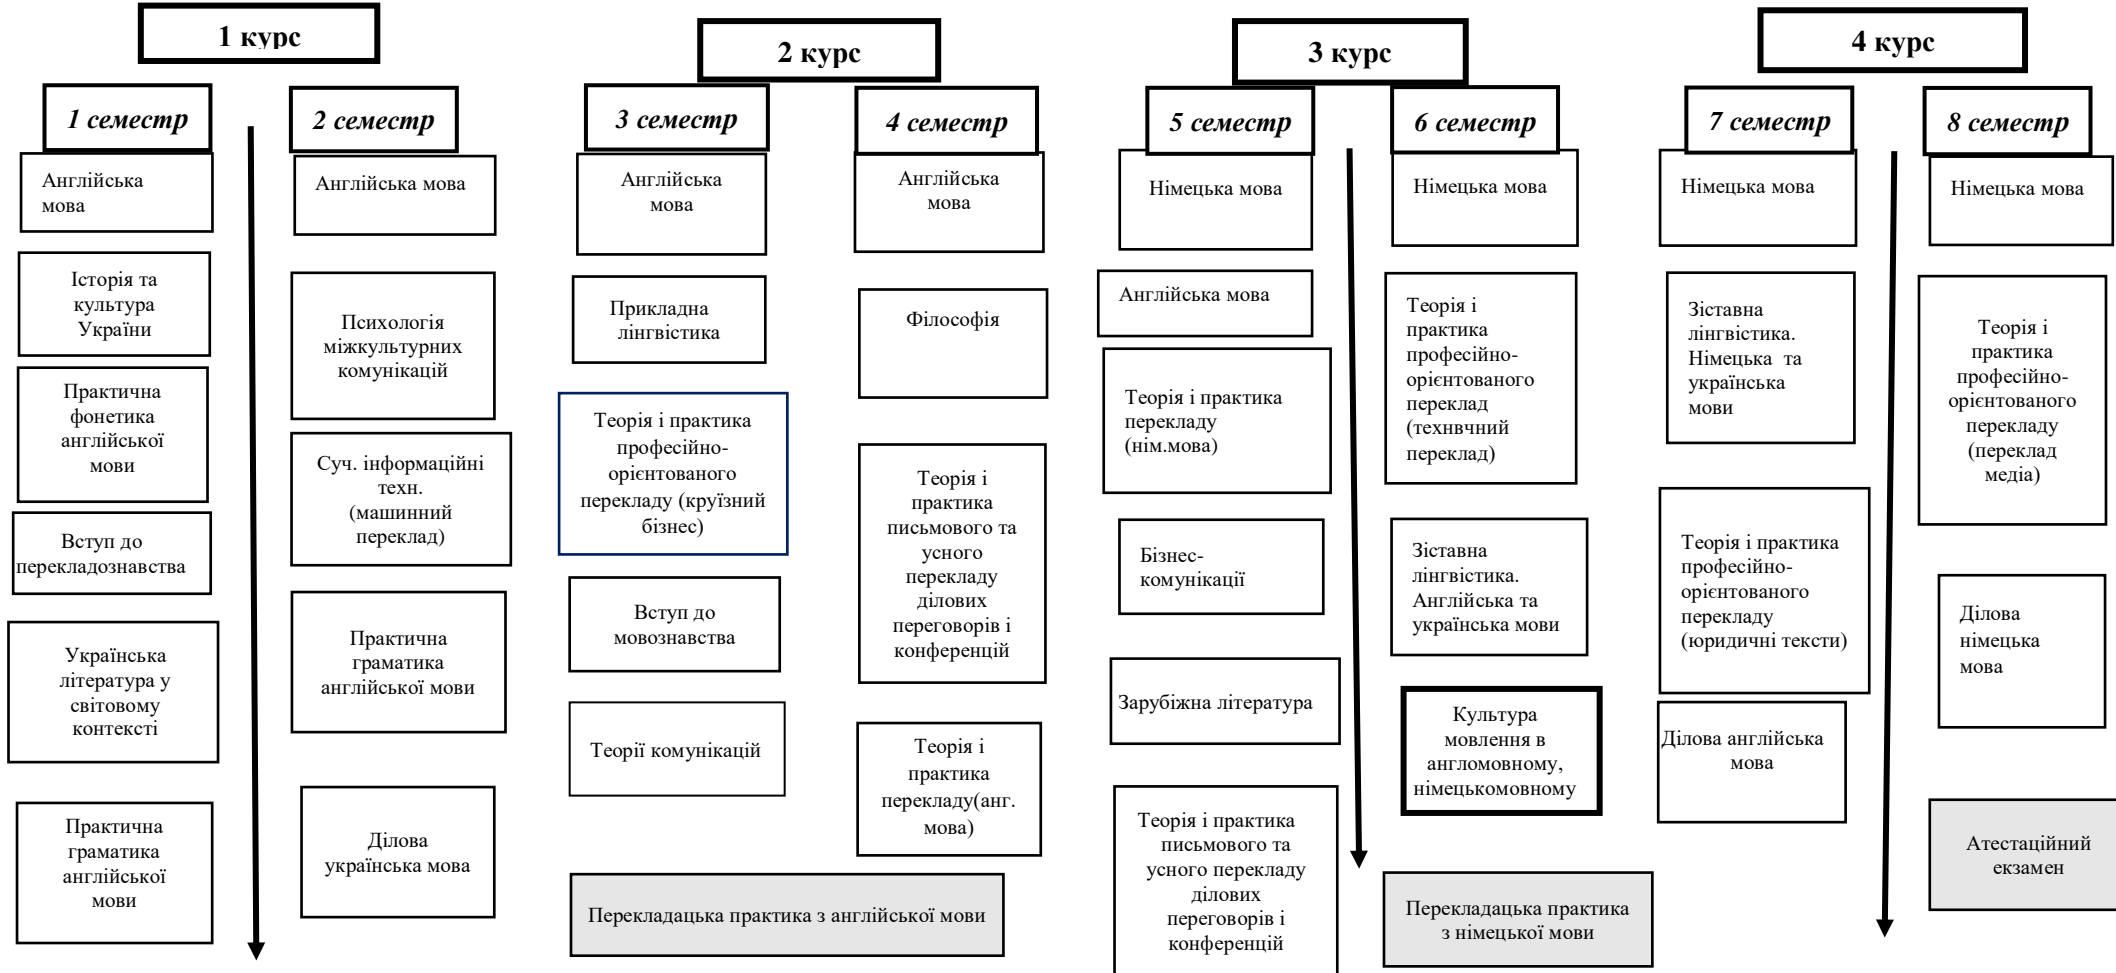 1 курс
2 курс
3 курс
4 курс
1 семестр
2 семестр
3 семестр
4 семестр
5 семестр
6 семестр
7 семестр
8 семестр
Англійська
мова
Історія та
культура
України
Практична
фонетика
англійської
мови
Вступ до
перекладознавства
Українська
література у
світовому
контексті
Практична
граматика
англійської
мови
Англійська мова
Психологія
міжкультурних
комунікацій
Суч. інформаційні
техн.
(машинний
переклад)
Практична
граматика
англійської мови
Ділова
українська мова
Англійська
мова
Прикладна
лінгвістика
Теорія і практика
професійно-
орієнтованого
перекладу (круїзний
бізнес)
Вступ до
мовознавства
Теорії комунікацій
Перекладацька практика з англійської мови
Англійська
мова
Філософія
Теорія і
практика
письмового та
усного
перекладу
ділових
переговорів і
конференцій
Теорія і
практика
перекладу(анг.
мова)
Німецька мова
Англійська мова
Теорія і практика
перекладу
(нім.мова)
Бізнес-
комунікації
Зарубіжна література
Теорія і практика
письмового та
усного перекладу
ділових
переговорів і
конференцій
Німецька мова
Теорія і
практика
професійно-
орієнтованого
переклад
(технвчний
переклад)
Зіставна
лінгвістика.
Англійська та
українська мови
Культура
мовлення в
англомовному,
німецькомовному
Перекладацька практика
з німецької мови
Німецька мова
Зіставна
лінгвістика.
Німецька та
українська
мови
Теорія і практика
професійно-
орієнтованого
перекладу
(юридичні тексти)
Ділова англійська
мова
Німецька мова
Теорія і
практика
професійно-
орієнтованого
перекладу
(переклад
медіа)
Ділова
німецька
мова
Атестаційний
екзамен